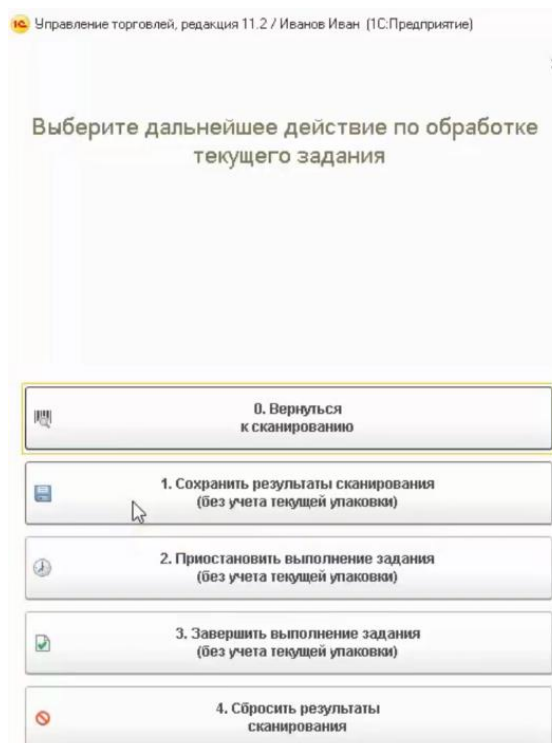 Управление торговлей, редакция 11.2 / Иванов Иван (1С:Предприятие)
Выберите дальнейшее действие по обработке
текущего задания
0. Вернуться
к сканированию
1. Сохранить результаты сканирования
(без учета текущей упаковки)
2. Приостановить выполнение задания
(без учета текущей упаковки)
3. Завершить выполнение задания
(без учета текущей упаковки)
4. Сбросить результаты
сканирования